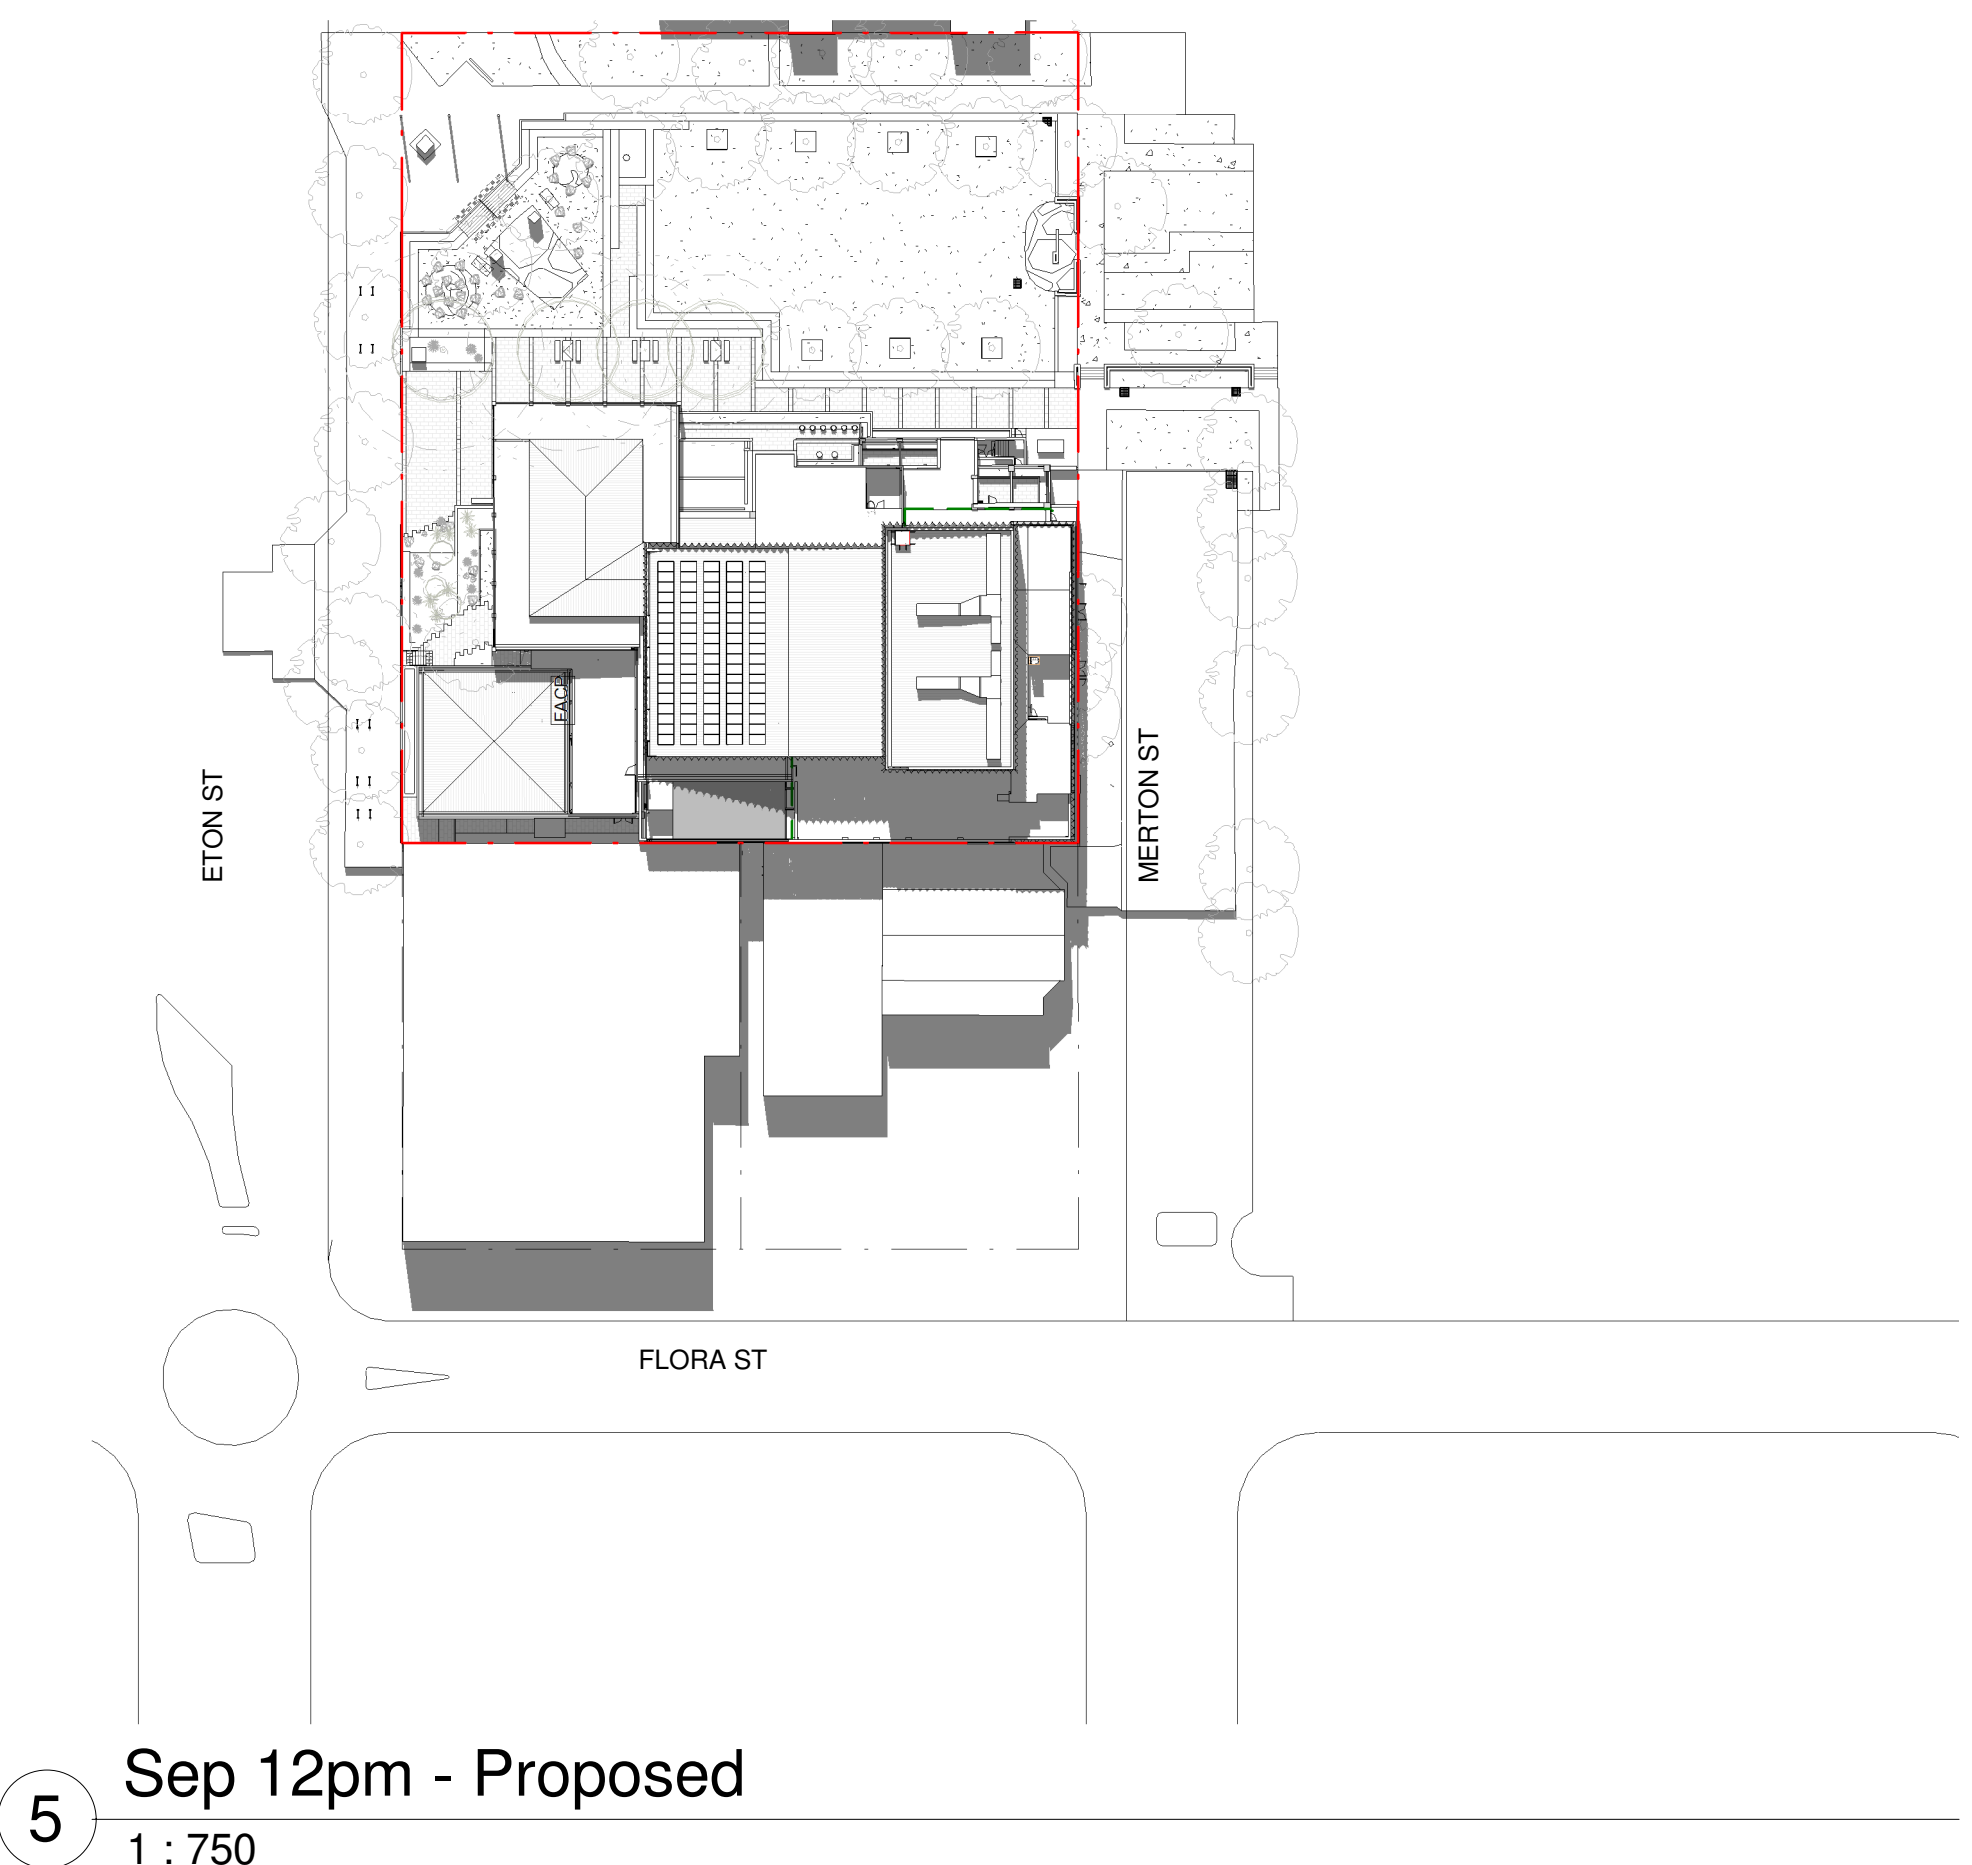 FACP
ETON ST
MERTON ST
FLORA ST
5
Sep 12pm - Proposed
1 : 750